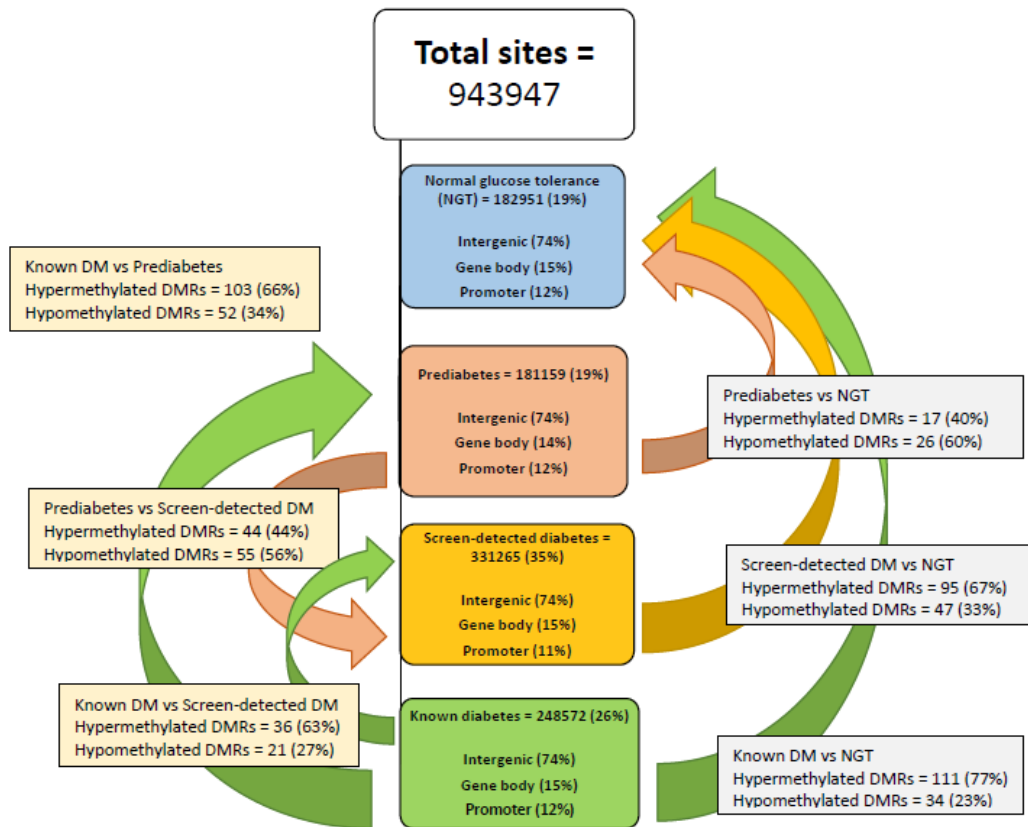 Total sites =
943947
Normal glucose tolerance
(NGT) = 182951 (19%)
Intergenic (74%)
Gene body (15%)
Promoter (12%)
Known DM vs Prediabetes
Hypermethylated DMRs = 103 (66%)
Hypomethylated DMRs = 52 (34%)
Prediabetes = 181159 (19%)
Intergenic (74%)
Gene body (14%)
Promoter (12%)
Prediabetes vs NGT
Hypermethylated DMRs = 17 (40%)
Hypomethylated DMRs = 26 (60%)
Prediabetes vs Screen-detected DM
Hypermethylated DMRs = 44 (44%)
Hypomethylated DMRs = 55 (56%)
Screen-detected diabetes =
331265 (35%)
Intergenic (74%)
Gene body (15%)
Promoter (11%)
Screen-detected DM vs NGT
Hypermethylated DMRs = 95 (67%)
Hypomethylated DMRs = 47 (33%)
Known DM vs Screen-detected DM
Hypermethylated DMRs = 36 (63%)
Hypomethylated DMRs = 21 (27%)
Known diabetes = 248572 (26%)
Intergenic (74%)
Gene body (15%)
Promoter (12%)
Known DM vs NGT
Hypermethylated DMRs = 111 (77%)
Hypomethylated DMRs = 34 (23%)